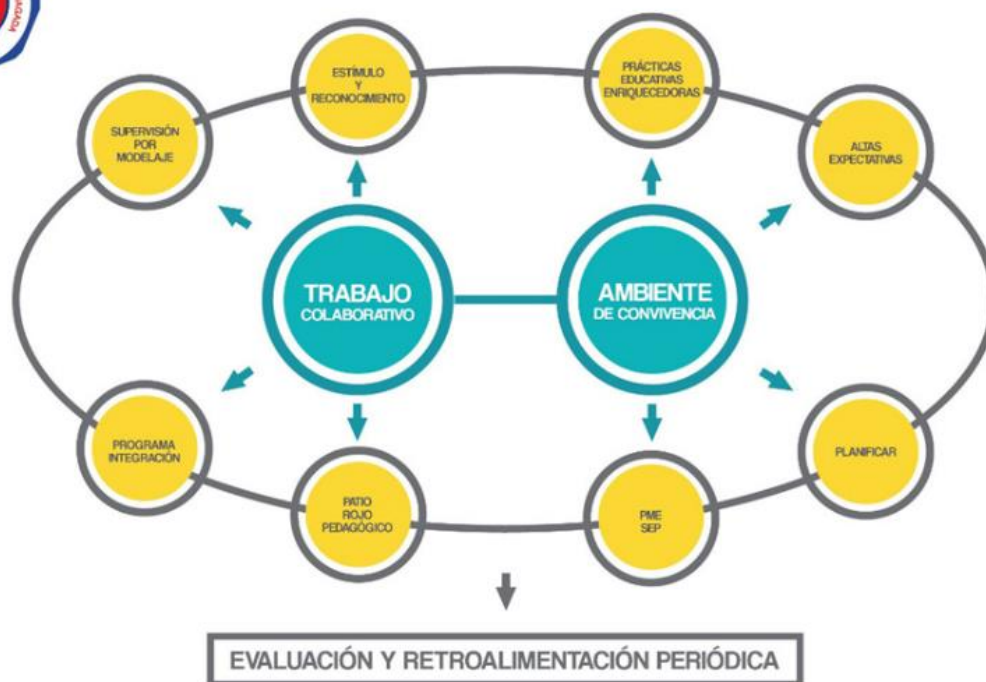 ESTÍMULO
Y
RECONOCIMIENTO
PRÁCTICAS
EDUCATIVAS
ENRIQUECEDORAS
SUPERVISIÓN
POR
MODELAJE
ALTAS
EXPECTATIVAS
TRABAJO
COLABORATIVO
AMBIENTE
DE CONVIVENCIA
PROGRAMA
INTEGRACIÓN
PLANIFICAR
PATIO
ROJO
PEDAGÓGICO
PME
SEP
EVALUACIÓN Y RETROALIMENTACIÓN PERIÓDICA